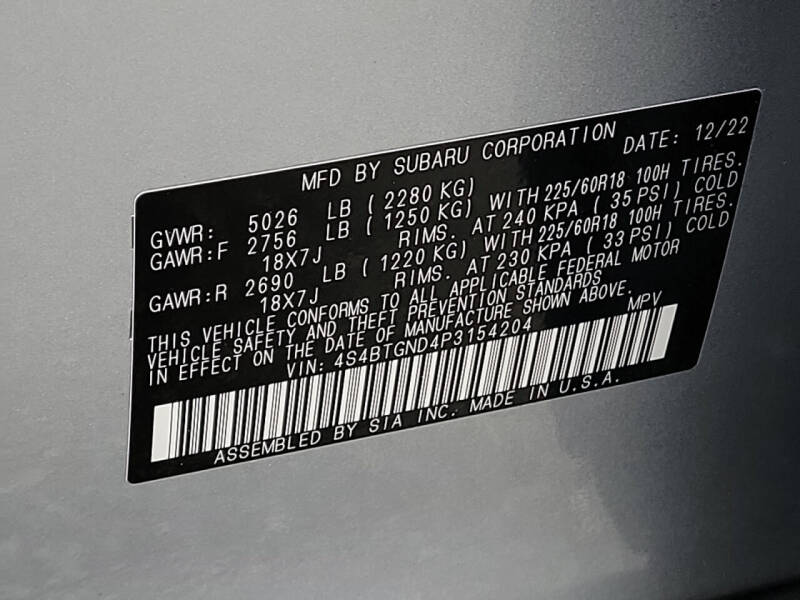 MFD BY SUBARU CORPORATION DATE: 12/22
GVWR: 5026 LB (2280 KG)
GAWR:F 2756 LB (1250 KG) WITH 225/60R18 100H TIRES.
18X7J RIMS. AT 240 KPA (35 PSI) COLD
GAWR:R 2690 LB (1220 KG) WITH 225/60R18 100H TIRES.
18X7J RIMS. AT 230 KPA (33 PSI) COLD
THIS VEHICLE CONFORMS TO ALL APPLICABLE FEDERAL MOTOR
VEHICLE SAFETY AND THEFT PREVENTION STANDARDS
IN EFFECT ON THE DATE OF MANUFACTURE SHOWN ABOVE.
VIN: 4S4BTGND4P3154204 MPV
ASSEMBLED BY SIA INC. MADE IN U.S.A.